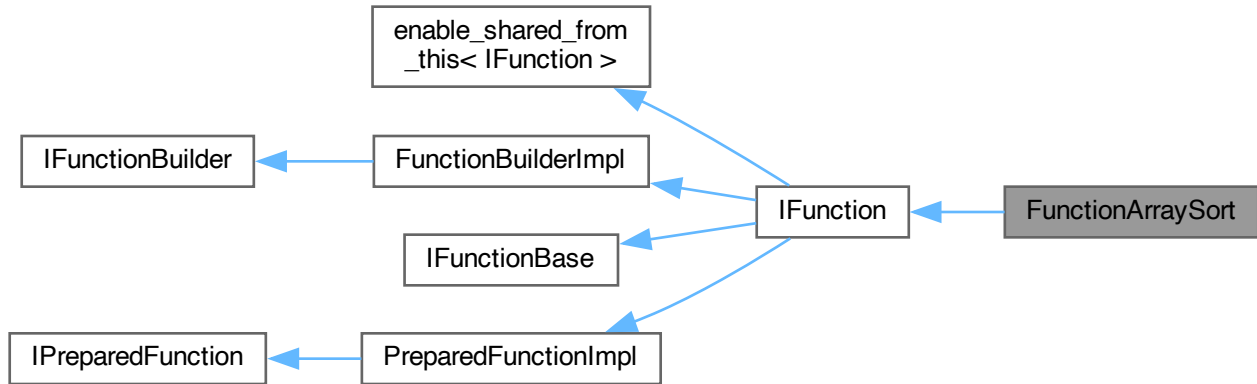 enable_shared_from
_this< IFunction >
IFunctionBuilder
FunctionBuilderImpl
IFunction
FunctionArraySort
IFunctionBase
IPreparedFunction
PreparedFunctionImpl